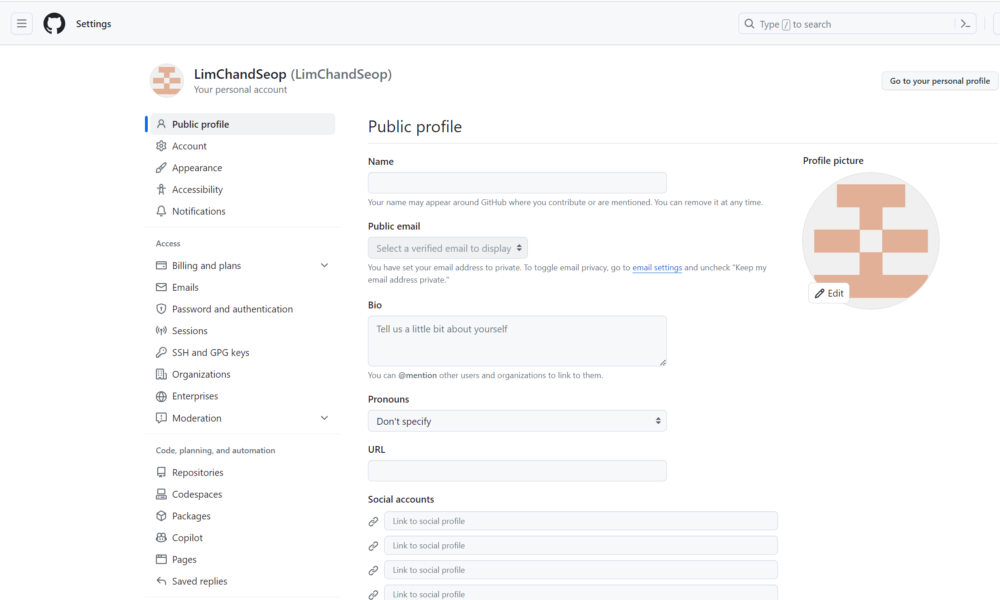 Settings
Type / to search
LimChandSeop (LimChandSeop)
Your personal account
Go to your personal profile
Public profile
Account
Appearance
Accessibility
Notifications
Access
Billing and plans
Emails
Password and authentication
Sessions
SSH and GPG keys
Organizations
Enterprises
Moderation
Code, planning, and automation
Repositories
Codespaces
Packages
Copilot
Pages
Saved replies
Public profile
Name
Your name may appear around GitHub where you contribute or are mentioned. You can remove it at any time.
Public email
Select a verified email to display
You have set your email address to private. To toggle email privacy, go to email settings and uncheck "Keep my
email address private."
Bio
Tell us a little bit about yourself
You can @mention other users and organizations to link to them.
Pronouns
Don't specify
URL
Social accounts
Link to social profile
Link to social profile
Link to social profile
Link to social profile
Profile picture
Edit